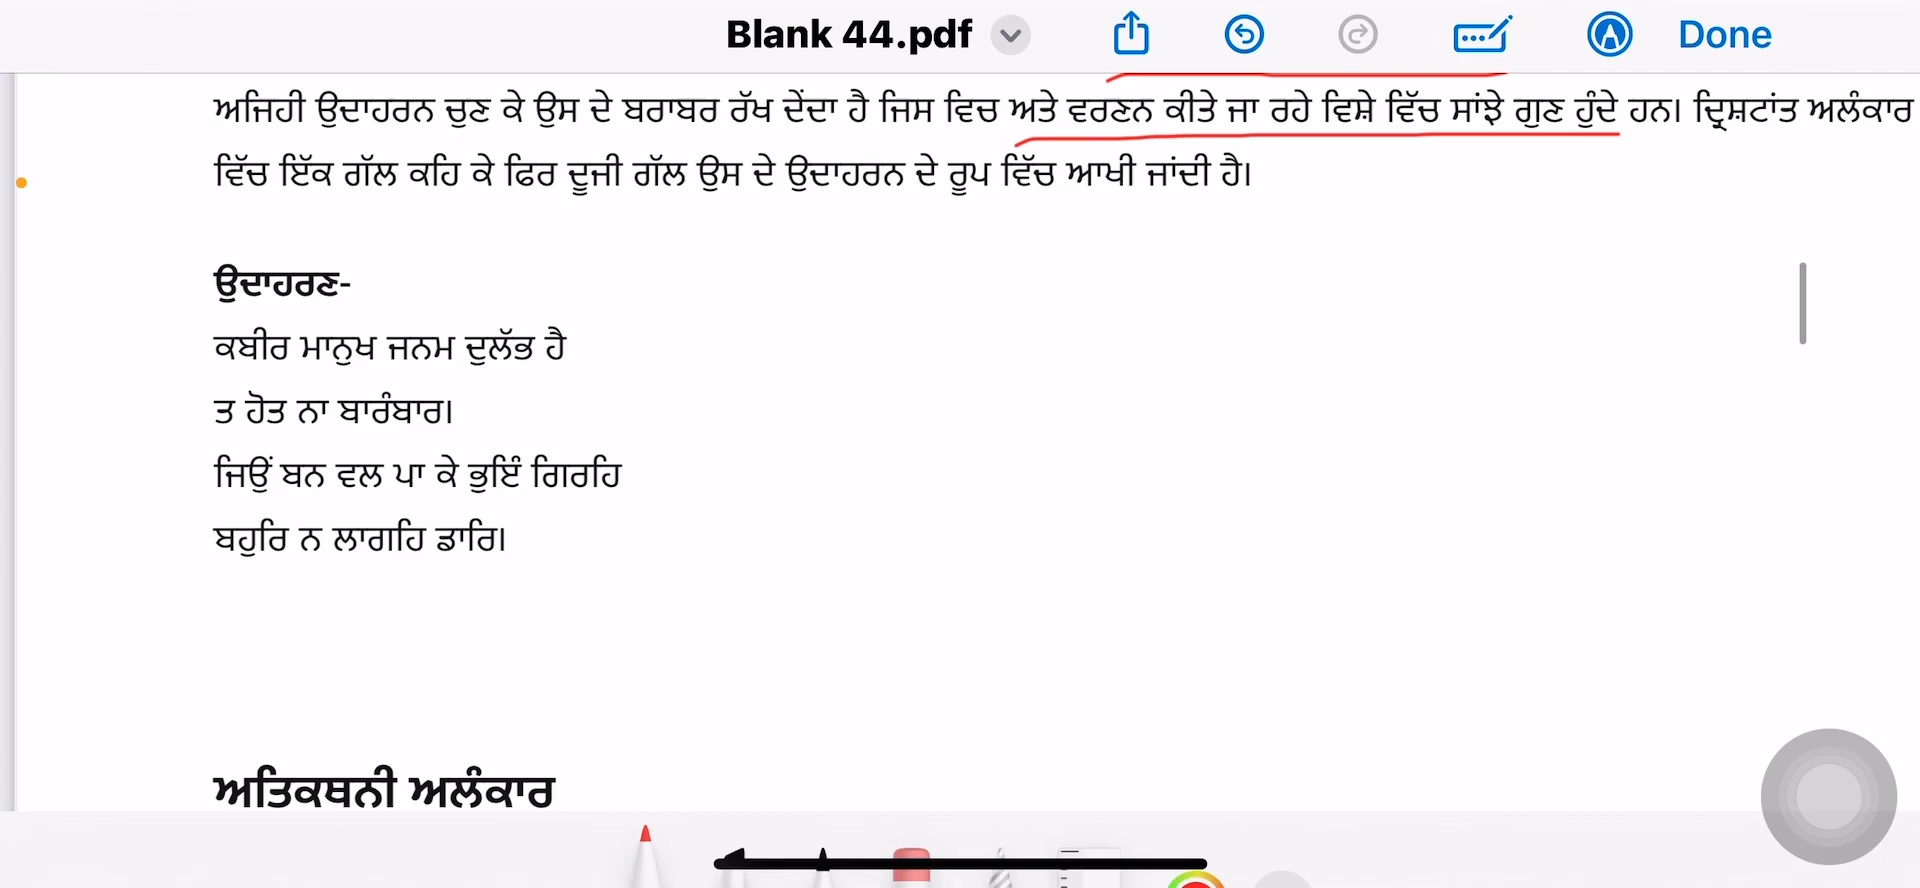 Blank 44.pdf
Done
ਅਜਿਹੀ ਉਦਾਹਰਨ ਚੁਣ ਕੇ ਉਸ ਦੇ ਬਰਾਬਰ ਰੱਖ ਦੇਂਦਾ ਹੈ ਜਿਸ ਵਿਚ ਅਤੇ ਵਰਣਨ ਕੀਤੇ ਜਾ ਰਹੇ ਵਿਸ਼ੇ ਵਿੱਚ ਸਾਂਝੇ ਗੁਣ ਹੁੰਦੇ ਹਨ। ਦ੍ਰਿਸ਼ਟਾਂਤ ਅਲੰਕਾਰ
ਵਿੱਚ ਇੱਕ ਗੱਲ ਕਹਿ ਕੇ ਫਿਰ ਦੂਜੀ ਗੱਲ ਉਸ ਦੇ ਉਦਾਹਰਨ ਦੇ ਰੂਪ ਵਿੱਚ ਆਖੀ ਜਾਂਦੀ ਹੈ।
ਉਦਾਹਰਣ-
ਕਬੀਰ ਮਾਨੁਖ ਜਨਮ ਦੁਲੱਭ ਹੈ
ਤ ਹੋਤ ਨਾ ਬਾਰੰਬਾਰ।
ਜਿਉਂ ਬਨ ਵਲ ਪਾ ਕੇ ਭੁਇੰ ਗਿਰਹਿ
ਬਹੁਰਿ ਨ ਲਾਗਹਿ ਡਾਰਿ।
ਅਤਿਕਥਨੀ ਅਲੰਕਾਰ